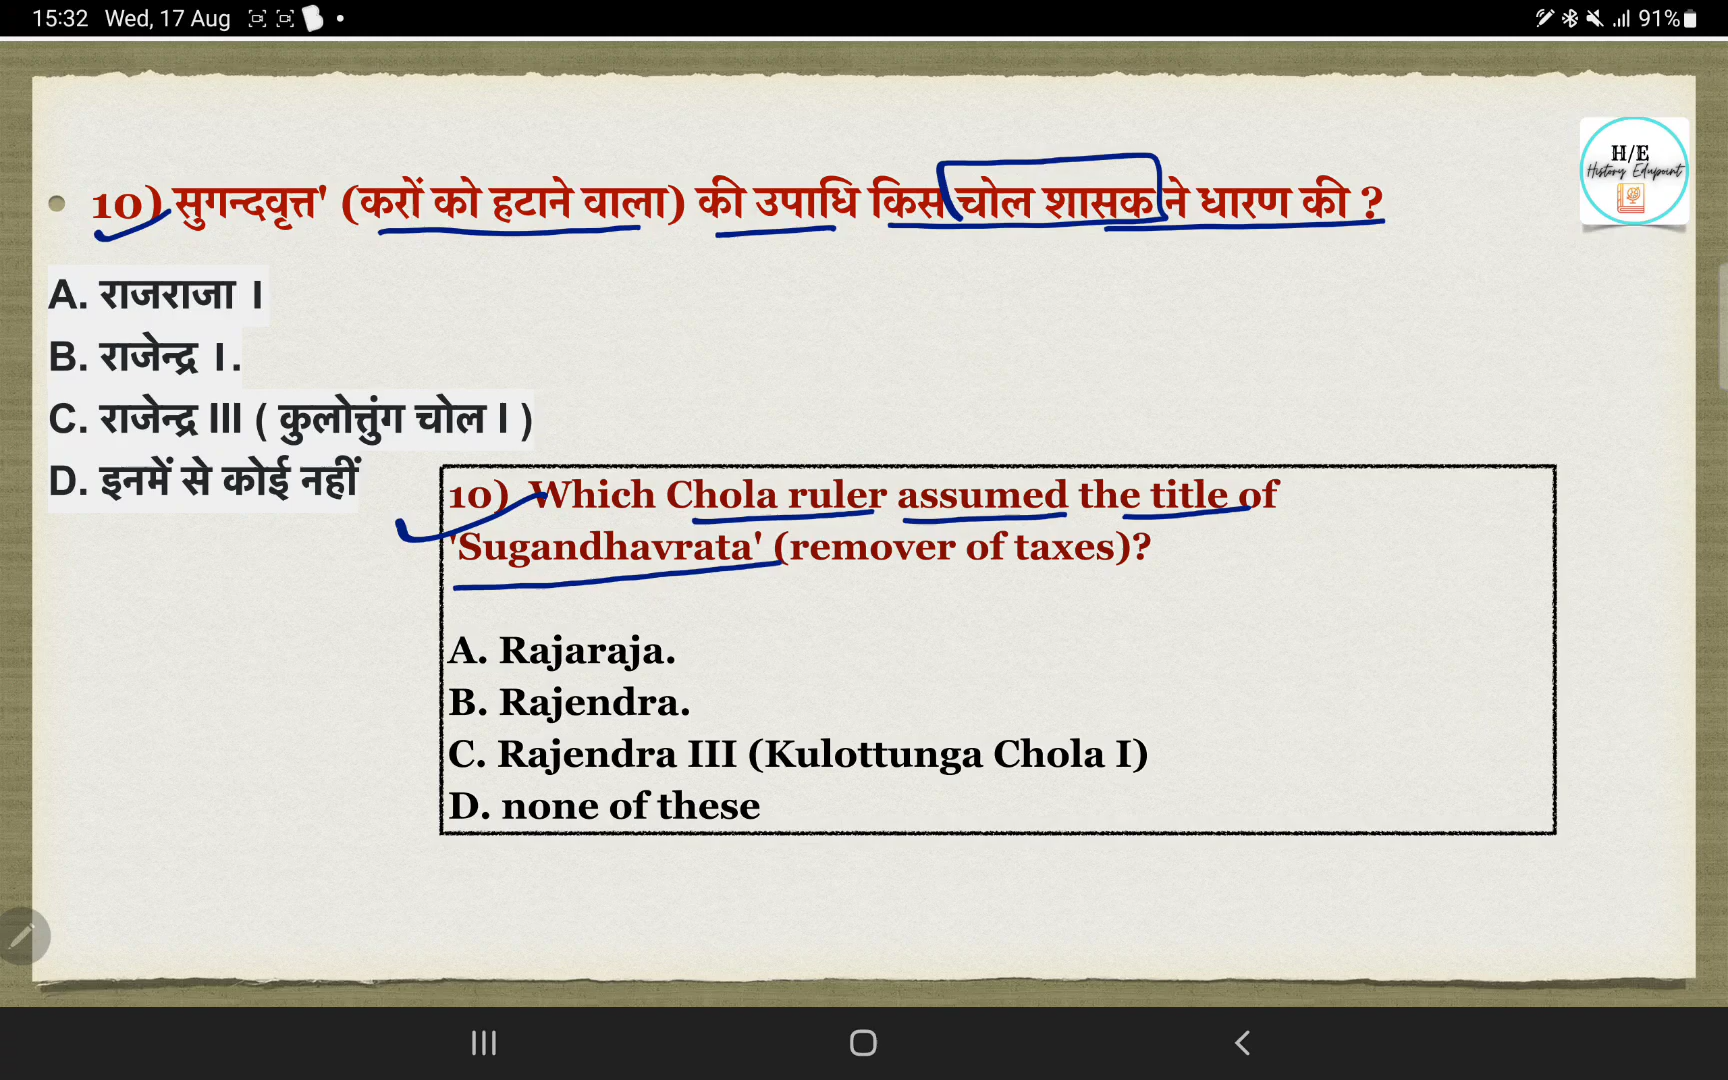 15:32 Wed, 17 Aug
91%
H/E
History Edupoint
10) सुगन्दवृत्त' (करों को हटाने वाला) की उपाधि किस चोल शासक ने धारण की ?
A. राजराजा I
B. राजेन्द्र I.
C. राजेन्द्र III ( कुलोत्तुंग चोल I )
D. इनमें से कोई नहीं
10) Which Chola ruler assumed the title of
'Sugandhavrata' (remover of taxes)?
A. Rajaraja.
B. Rajendra.
C. Rajendra III (Kulottunga Chola I)
D. none of these